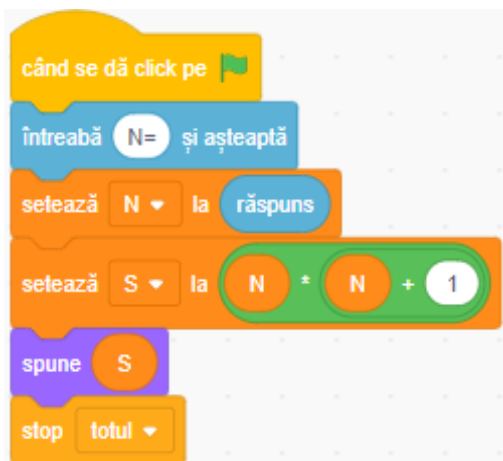 când se dă click pe
întreabă N= și așteaptă
setează N la răspuns
setează S la N * N + 1
spune S
stop totul